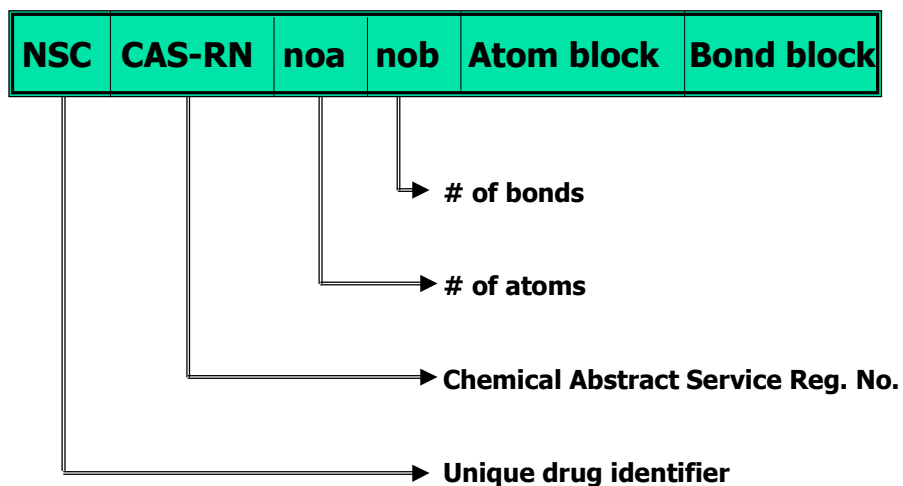 NSC CAS-RN noa nob Atom block Bond block
# of bonds
# of atoms
Chemical Abstract Service Reg. No.
Unique drug identifier